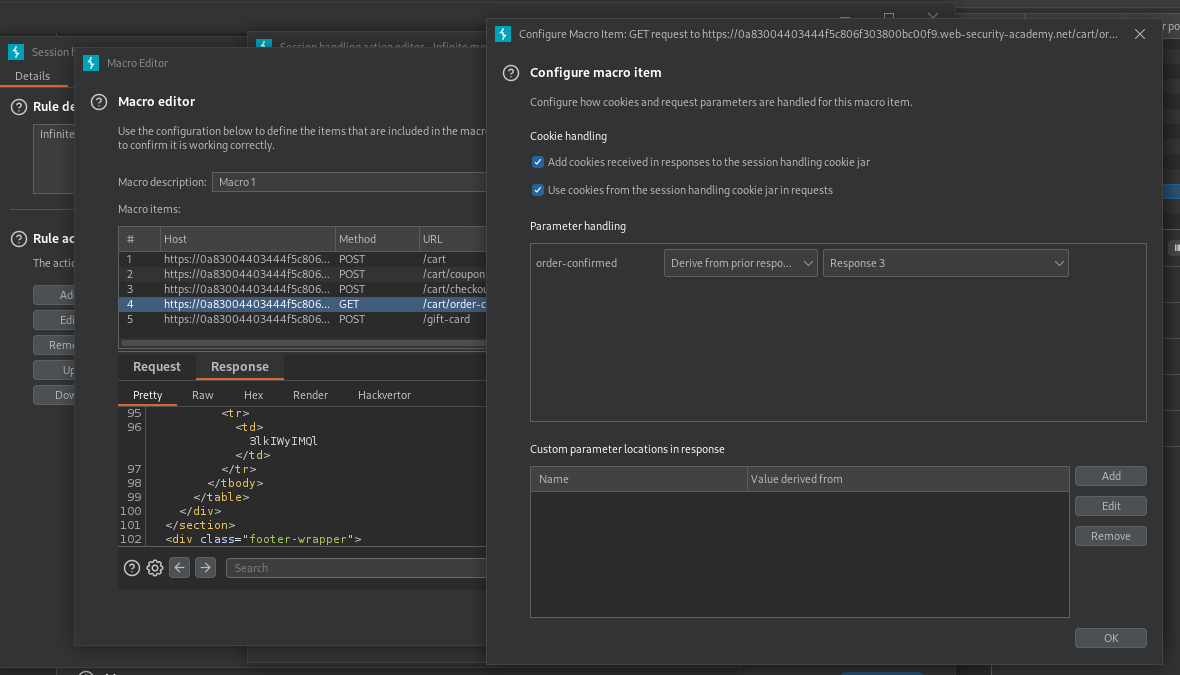 Session h
Details
Rule de
Infinite
Rule ac
The actio
Ad
Edi
Reme
Up
Dow
Session handling action editor - Infinite mo
Macro Editor
Macro editor
Use the configuration below to define the items that are included in the macro
to confirm it is working correctly.
Macro description:
Macro 1
Macro items:
# Host Method URL
1 https://0a83004403444f5c806... POST /cart
2 https://0a83004403444f5c806... POST /cart/coupon
3 https://0a83004403444f5c806... POST /cart/checkou
4 https://0a83004403444f5c806... GET /cart/order-c
5 https://0a83004403444f5c806... POST /gift-card
Request Response
Pretty Raw Hex Render Hackvertor
95 <tr>
96 <td>
3lkIWyIMQl
</td>
97 </tr>
98 </tbody>
99 </table>
100 </div>
101 </section>
102 <div class="footer-wrapper">
Search
Configure Macro Item: GET request to https://0a83004403444f5c806f303800bc00f9.web-security-academy.net/cart/or...
Configure macro item
Configure how cookies and request parameters are handled for this macro item.
Cookie handling
Add cookies received in responses to the session handling cookie jar
Use cookies from the session handling cookie jar in requests
Parameter handling
order-confirmed Derive from prior respo... Response 3
Custom parameter locations in response
Name Value derived from
Add
Edit
Remove
OK
r po